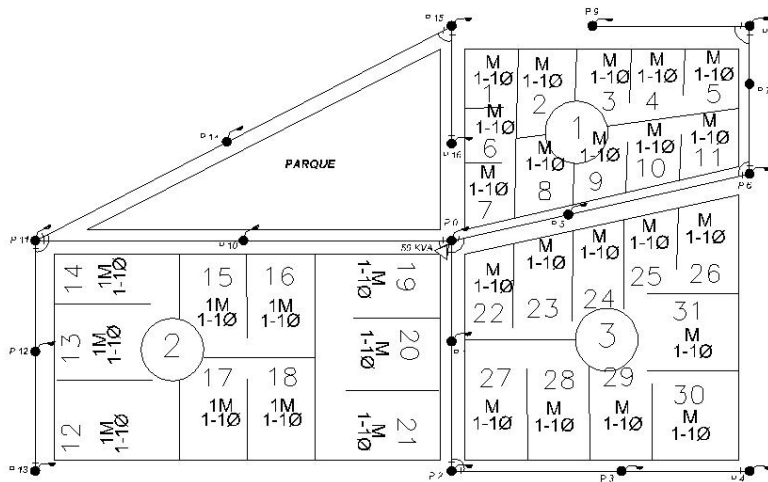 P 15
P 9
P 14
P 16
P 6
P 5
P 0
P 11
P 10
P 12
P 13
P 2
P 3
P 4
PARQUE
M
1-1Ø
1
M
1-1Ø
2
M
1-1Ø
3
M
1-1Ø
4
M
1-1Ø
5
1
M
1-1Ø
6
M
1-1Ø
7
M
1-1Ø
8
M
1-1Ø
9
M
1-1Ø
10
M
1-1Ø
11
14
1M
1-1Ø
13
1M
1-1Ø
12
1M
1-1Ø
2
15
1M
1-1Ø
16
1M
1-1Ø
17
1M
1-1Ø
18
1M
1-1Ø
19
M
1-1Ø
20
M
1-1Ø
21
M
1-1Ø
M
1-1Ø
22
M
1-1Ø
23
M
1-1Ø
24
M
1-1Ø
25
M
1-1Ø
26
3
31
M
1-1Ø
27
M
1-1Ø
28
M
1-1Ø
29
M
1-1Ø
30
M
1-1Ø